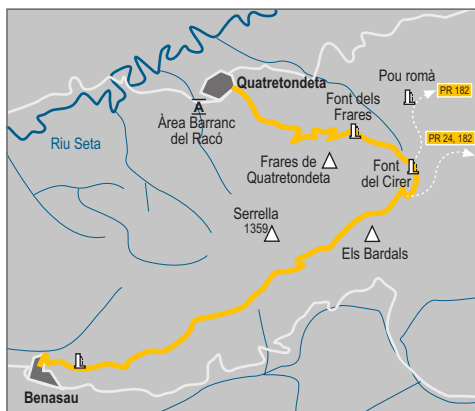 Quatretondeta
Pou romà
PR 182
Font dels
Frares
A
Àrea Barranc
del Racó
PR 24, 182
Riu Seta
Frares de
Quatretondeta
Font
del Cirer
Serrella
1359
Els Bardals
Benasau